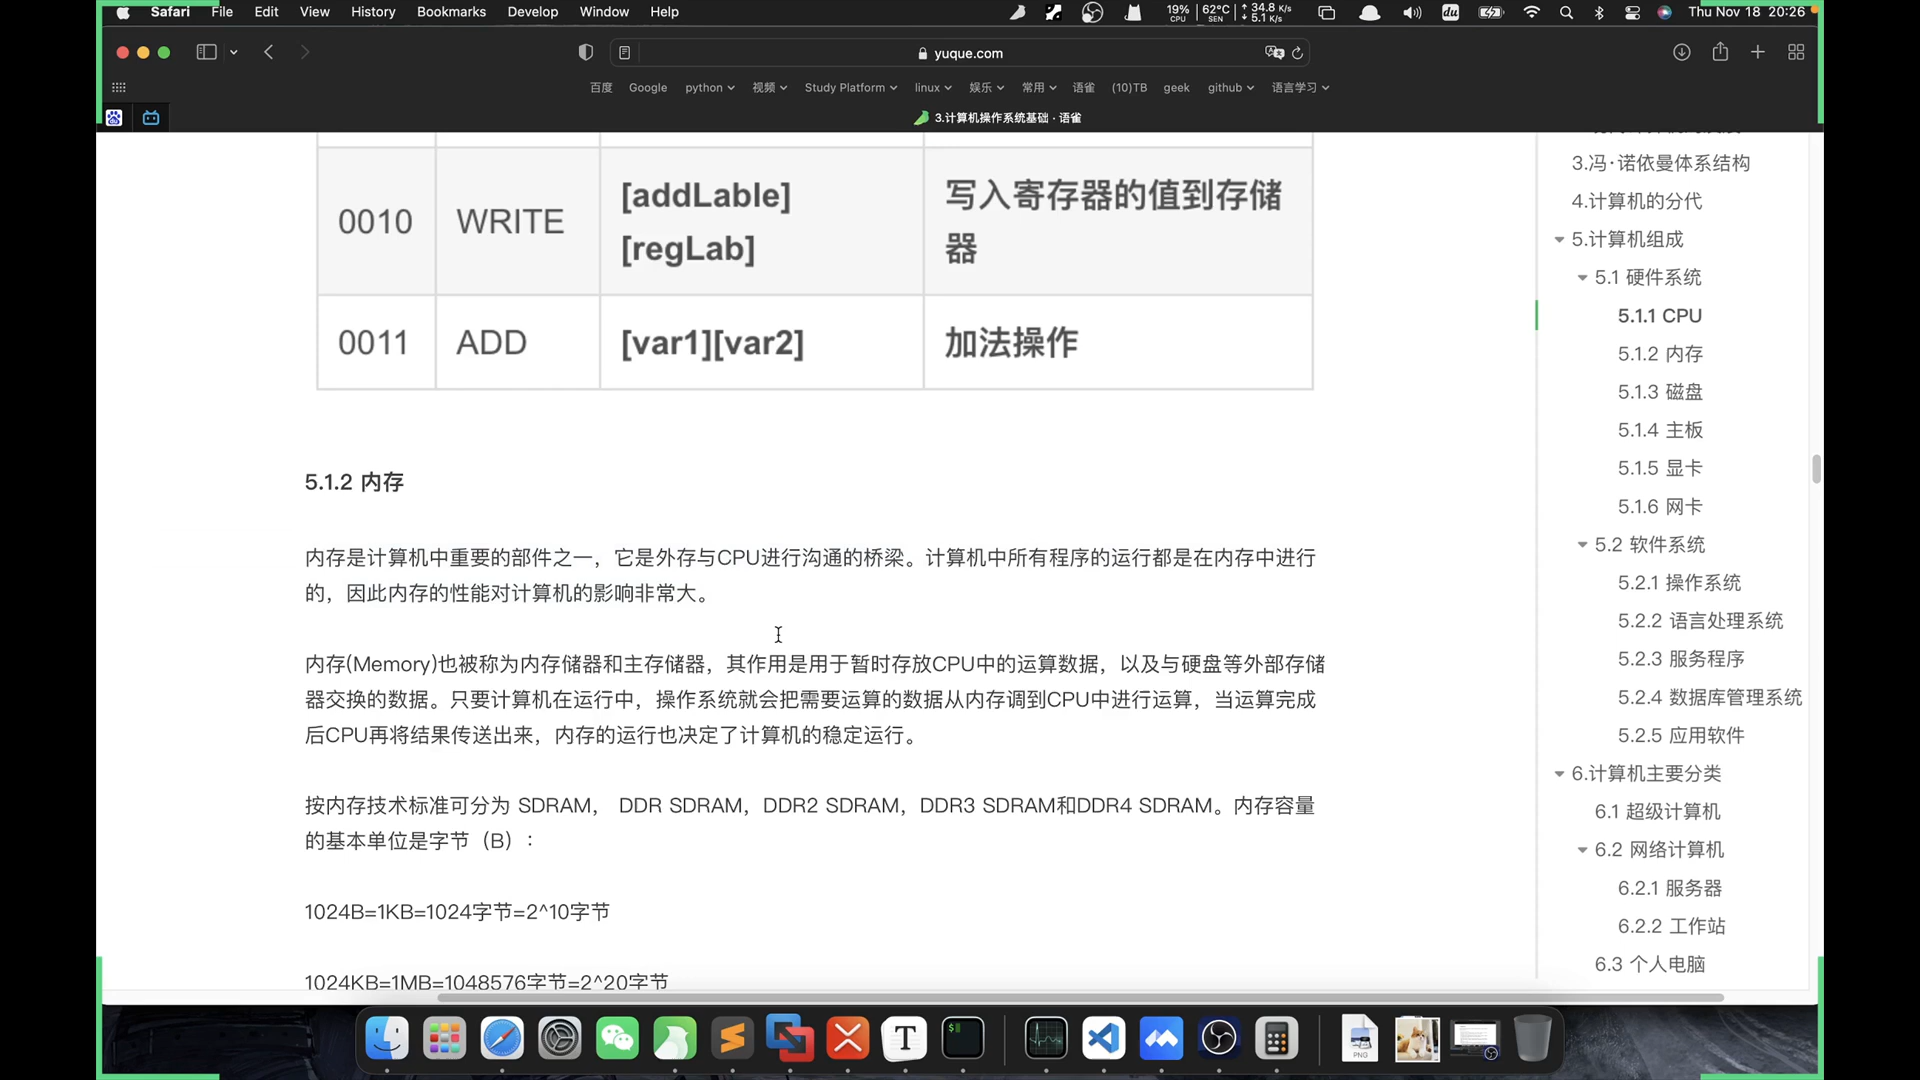 Safari File Edit View History Bookmarks Develop Window Help
19% CPU 62°C SEN 34.8 K/s 5.1 K/s du Thu Nov 18 20:26
yuque.com
百度 Google python 视频 Study Platform linux 娱乐 常用 语雀 (10)TB geek github 语言学习
3.计算机操作系统基础 · 语雀
0010 WRITE [addLable] [regLab] 写入寄存器的值到存储
器
0011 ADD [var1][var2] 加法操作
5.1.2 内存
内存是计算机中重要的部件之一，它是外存与CPU进行沟通的桥梁。计算机中所有程序的运行都是在内存中进行
的，因此内存的性能对计算机的影响非常大。
内存(Memory)也被称为内存储器和主存储器，其作用是用于暂时存放CPU中的运算数据，以及与硬盘等外部存储
器交换的数据。只要计算机在运行中，操作系统就会把需要运算的数据从内存调到CPU中进行运算，当运算完成
后CPU再将结果传送出来，内存的运行也决定了计算机的稳定运行。
按内存技术标准可分为 SDRAM， DDR SDRAM，DDR2 SDRAM，DDR3 SDRAM和DDR4 SDRAM。内存容量
的基本单位是字节（B）：
1024B=1KB=1024字节=2^10字节
1024KB=1MB=1048576字节=2^20字节
3.冯·诺依曼体系结构
4.计算机的分代
5.计算机组成
5.1 硬件系统
5.1.1 CPU
5.1.2 内存
5.1.3 磁盘
5.1.4 主板
5.1.5 显卡
5.1.6 网卡
5.2 软件系统
5.2.1 操作系统
5.2.2 语言处理系统
5.2.3 服务程序
5.2.4 数据库管理系统
5.2.5 应用软件
6.计算机主要分类
6.1 超级计算机
6.2 网络计算机
6.2.1 服务器
6.2.2 工作站
6.3 个人电脑
T
PNG